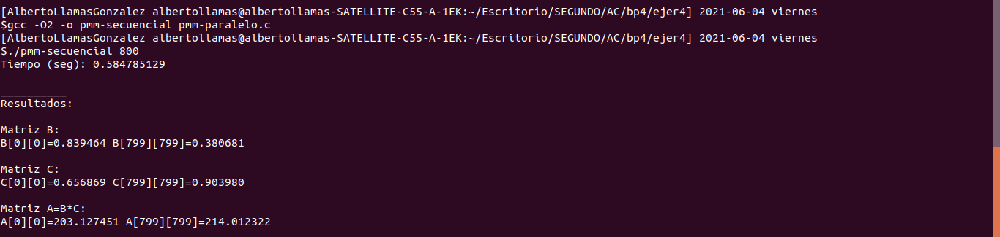 [AlbertoLlamasGonzalez albertollamas@albertollamas-SATELLITE-C55-A-1EK:~/Escritorio/SEGUNDO/AC/bp4/ejer4] 2021-06-04 viernes
$gcc -O2 -o pmm-secuencial pmm-paralelo.c
[AlbertoLlamasGonzalez albertollamas@albertollamas-SATELLITE-C55-A-1EK:~/Escritorio/SEGUNDO/AC/bp4/ejer4] 2021-06-04 viernes
$./pmm-secuencial 800
Tiempo (seg): 0.584785129
__________
Resultados:
Matriz B:
B[0][0]=0.839464 B[799][799]=0.380681
Matriz C:
C[0][0]=0.656869 C[799][799]=0.903980
Matriz A=B*C:
A[0][0]=203.127451 A[799][799]=214.012322